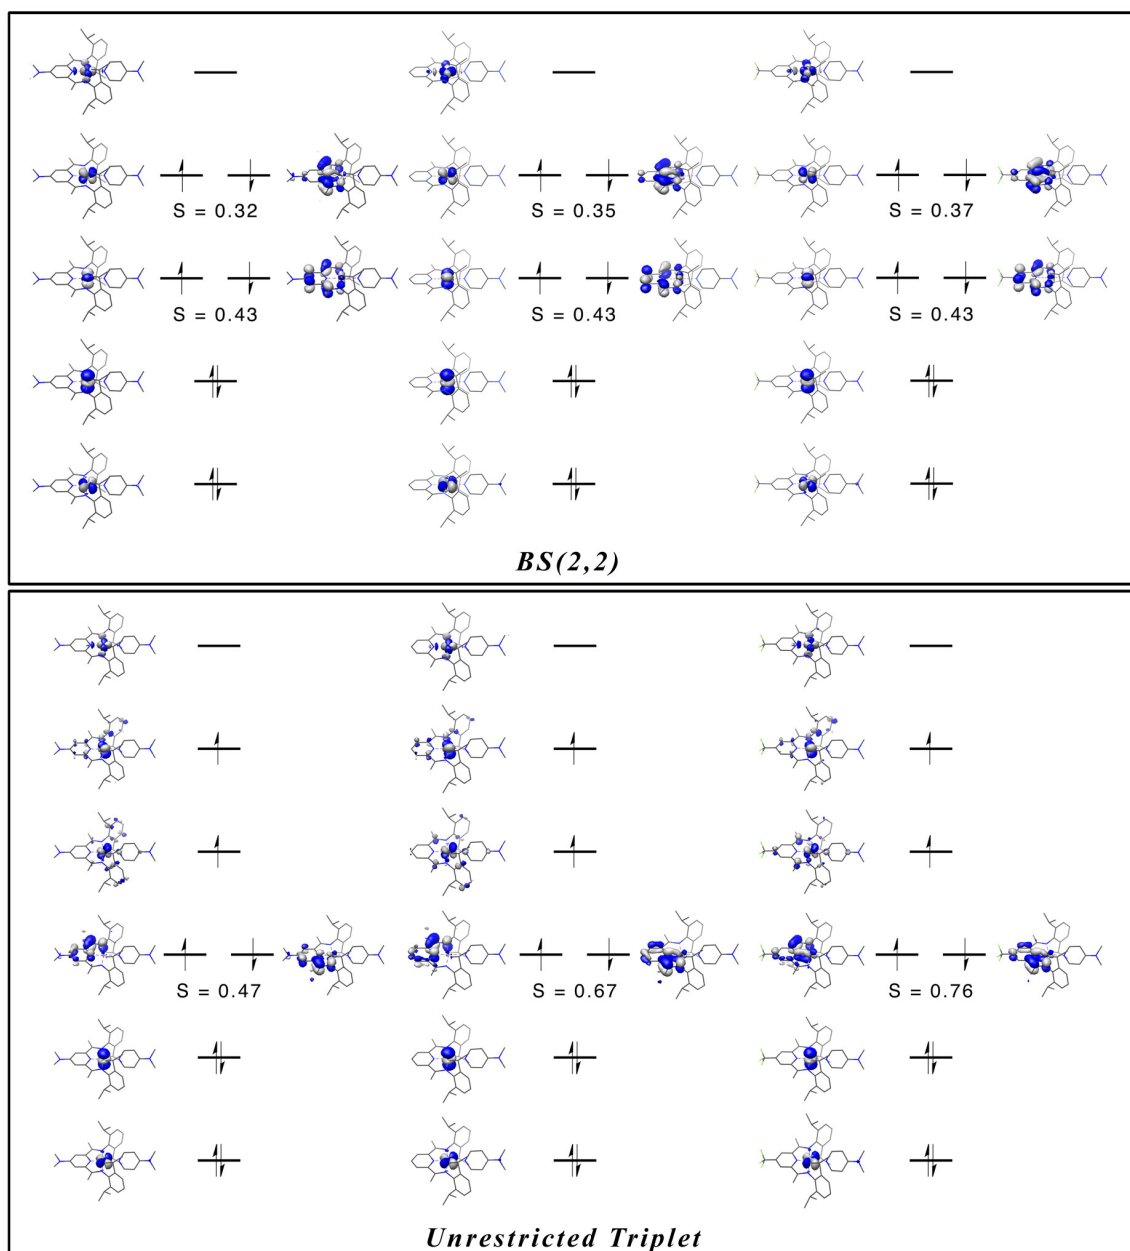 S = 0.32 S = 0.35 S = 0.37
S = 0.43 S = 0.43 S = 0.43
BS(2,2)
S = 0.47 S = 0.67 S = 0.76
Unrestricted Triplet